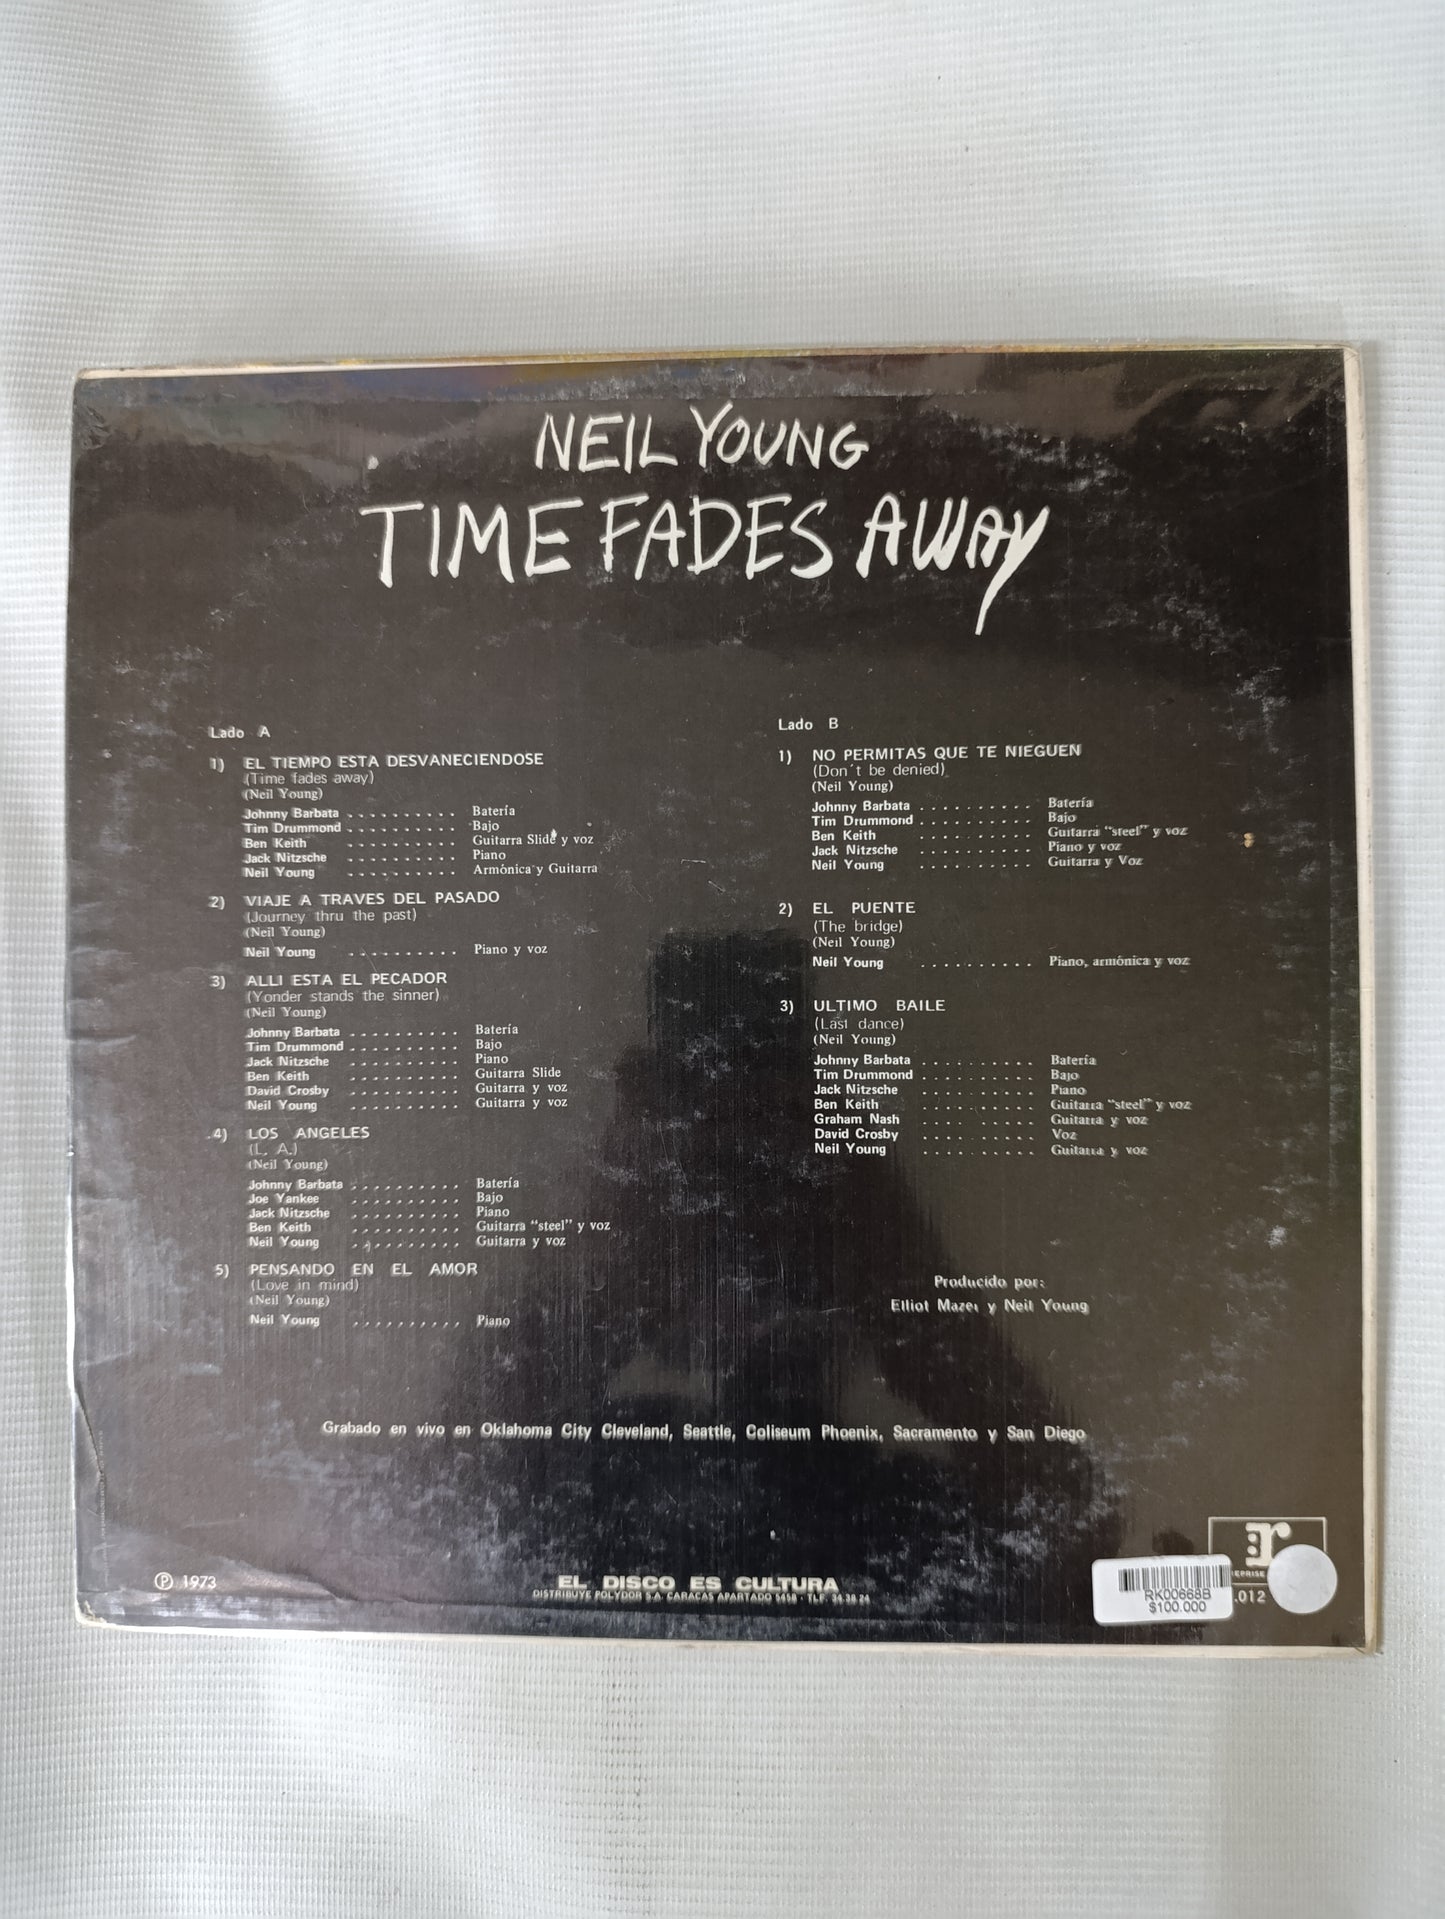 NEIL YOUNG
TIME FADES AWAY
Lado A
1) EL TIEMPO ESTA DESVANECIENDOSE
(Time fades away)
(Neil Young)
Johnny Barbata . . . . . . . . . . Batería
Tim Drummond . . . . . . . . . . Bajo
Ben Keith . . . . . . . . . . Guitarra Slide y voz
Jack Nitzsche . . . . . . . . . . Piano
Neil Young . . . . . . . . . . Armónica y Guitarra
2) VIAJE A TRAVES DEL PASADO
(Journey thru the past)
(Neil Young)
Neil Young . . . . . . . . . . Piano y voz
3) ALLI ESTA EL PECADOR
(Yonder stands the sinner)
(Neil Young)
Johnny Barbata . . . . . . . . . . Batería
Tim Drummond . . . . . . . . . . Bajo
Jack Nitzsche . . . . . . . . . . Piano
Ben Keith . . . . . . . . . . Guitarra Slide
David Crosby . . . . . . . . . . Guitarra y voz
Neil Young . . . . . . . . . . Guitarra y voz
4) LOS ANGELES
(L. A.)
(Neil Young)
Johnny Barbata . . . . . . . . . . Batería
Joe Yankee . . . . . . . . . . Bajo
Jack Nitzsche . . . . . . . . . . Piano
Ben Keith . . . . . . . . . . Guitarra "steel" y voz
Neil Young . . . . . . . . . . Guitarra y voz
5) PENSANDO EN EL AMOR
(Love in mind)
(Neil Young)
Neil Young . . . . . . . . . . Piano
Lado B
1) NO PERMITAS QUE TE NIEGUEN
(Don't be denied)
(Neil Young)
Johnny Barbata . . . . . . . . . . Batería
Tim Drummond . . . . . . . . . . Bajo
Ben Keith . . . . . . . . . . Guitarra "steel" y voz
Jack Nitzsche . . . . . . . . . . Piano y voz
Neil Young . . . . . . . . . . Guitarra y Voz
2) EL PUENTE
(The bridge)
(Neil Young)
Neil Young . . . . . . . . . . Piano, armónica y voz
3) ULTIMO BAILE
(Last dance)
(Neil Young)
Johnny Barbata . . . . . . . . . . Batería
Tim Drummond . . . . . . . . . . Bajo
Jack Nitzsche . . . . . . . . . . Piano
Ben Keith . . . . . . . . . . Guitarra "steel" y voz
Graham Nash . . . . . . . . . . Guitarra y voz
David Crosby . . . . . . . . . . Voz
Neil Young . . . . . . . . . . Guitarra y voz
Producido por:
Elliot Mazer y Neil Young
Grabado en vivo en Oklahoma City Cleveland, Seattle, Coliseum Phoenix, Sacramento y San Diego
℗ 1973
EL DISCO ES CULTURA
DISTRIBUYE POLYDOR S.A. CARACAS APARTADO 5458 - TLF. 34 38 24
r
.012
RK00668B
$100.000